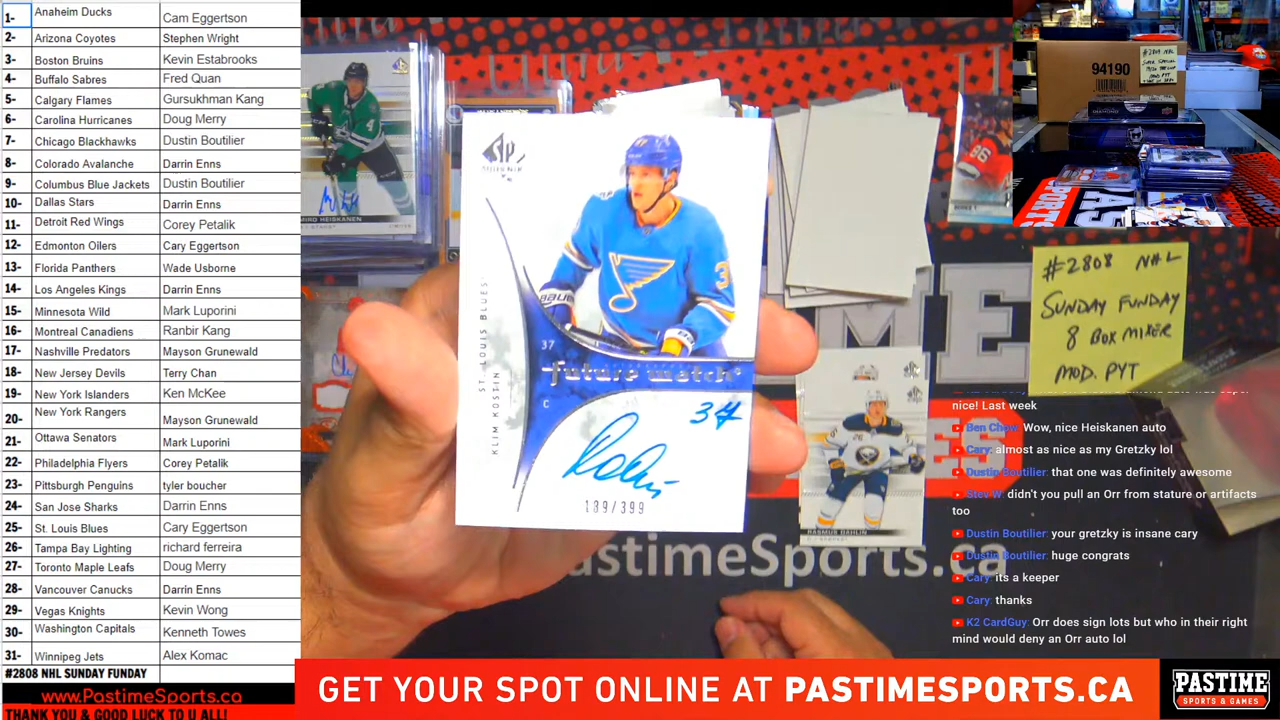 1- Anaheim Ducks Cam Eggertson
2- Arizona Coyotes Stephen Wright
3- Boston Bruins Kevin Estabrooks
4- Buffalo Sabres Fred Quan
5- Calgary Flames Gursukhman Kang
6- Carolina Hurricanes Doug Merry
7- Chicago Blackhawks Dustin Boutilier
8- Colorado Avalanche Darrin Enns
9- Columbus Blue Jackets Dustin Boutilier
10- Dallas Stars Darrin Enns
11- Detroit Red Wings Corey Petalik
12- Edmonton Oilers Cary Eggertson
13- Florida Panthers Wade Usborne
14- Los Angeles Kings Darrin Enns
15- Minnesota Wild Mark Luporini
16- Montreal Canadiens Ranbir Kang
17- Nashville Predators Mayson Grunewald
18- New Jersey Devils Terry Chan
19- New York Islanders Ken McKee
20- New York Rangers Mayson Grunewald
21- Ottawa Senators Mark Luporini
22- Philadelphia Flyers Corey Petalik
23- Pittsburgh Penguins tyler boucher
24- San Jose Sharks Darrin Enns
25- St. Louis Blues Cary Eggertson
26- Tampa Bay Lighting richard ferreira
27- Toronto Maple Leafs Doug Merry
28- Vancouver Canucks Darrin Enns
29- Vegas Knights Kevin Wong
30- Washington Capitals Kenneth Towes
31- Winnipeg Jets Alex Komac
#2808 NHL SUNDAY FUNDAY
www.PastimeSports.ca
THANK YOU & GOOD LUCK TO U ALL!
SP
ST. LOUIS BLUES
KLIM KOSTIN
37
C
future watch
34
189/399
HEISKANEN
RASMUS DAHLIN
PastimeSports.ca
94190
#2808 NHL
SUNDAY FUNDAY
8 BOX MIXER
MOD. PYT
nice! Last week
Ben Chow: Wow, nice Heiskanen auto
Cary: almost as nice as my Gretzky lol
Dustin Boutilier: that one was definitely awesome
Stev W: didn't you pull an Orr from stature or artifacts
too
Dustin Boutilier: your gretzky is insane cary
Dustin Boutilier: huge congrats
Cary: its a keeper
Cary: thanks
K2 CardGuy: Orr does sign lots but who in their right
mind would deny an Orr auto lol
GET YOUR SPOT ONLINE AT PASTIMESPORTS.CA
PASTIME
SPORTS & GAMES